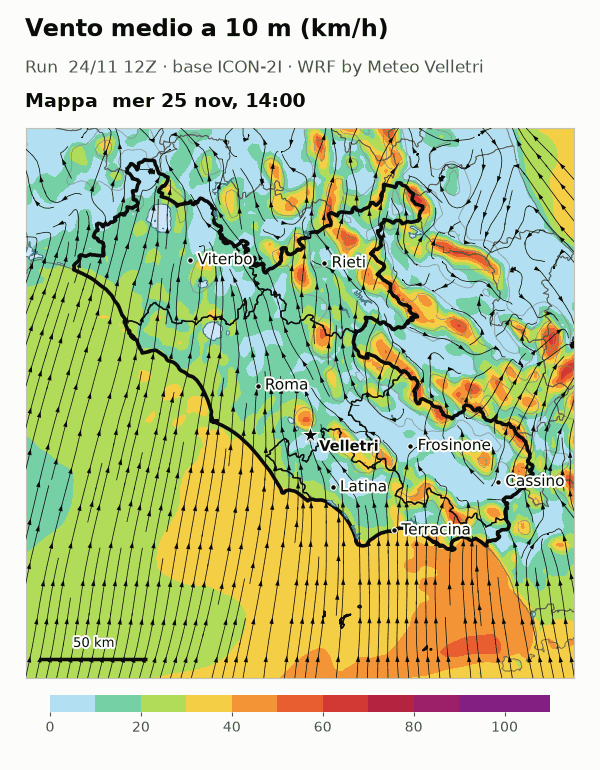 Vento medio a 10 m (km/h)
Run 24/11 12Z · base ICON-2I · WRF by Meteo Velletri
Mappa mer 25 nov, 14:00
Viterbo
Rieti
Roma
Velletri
Frosinone
Cassino
Latina
Terracina
50 km
0 20 40 60 80 100